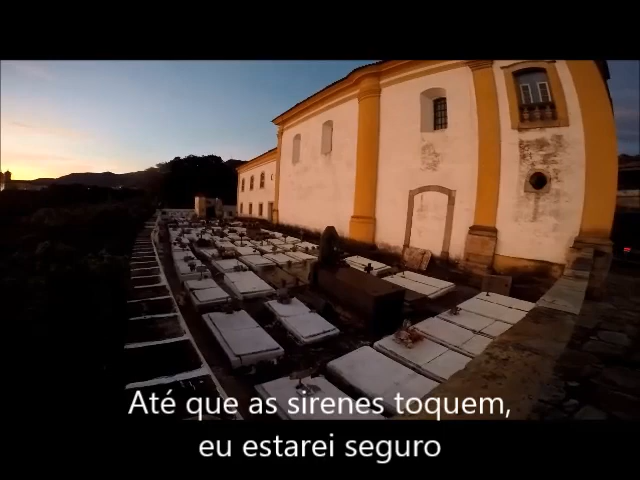 Até que as sirenes toquem,
eu estarei seguro